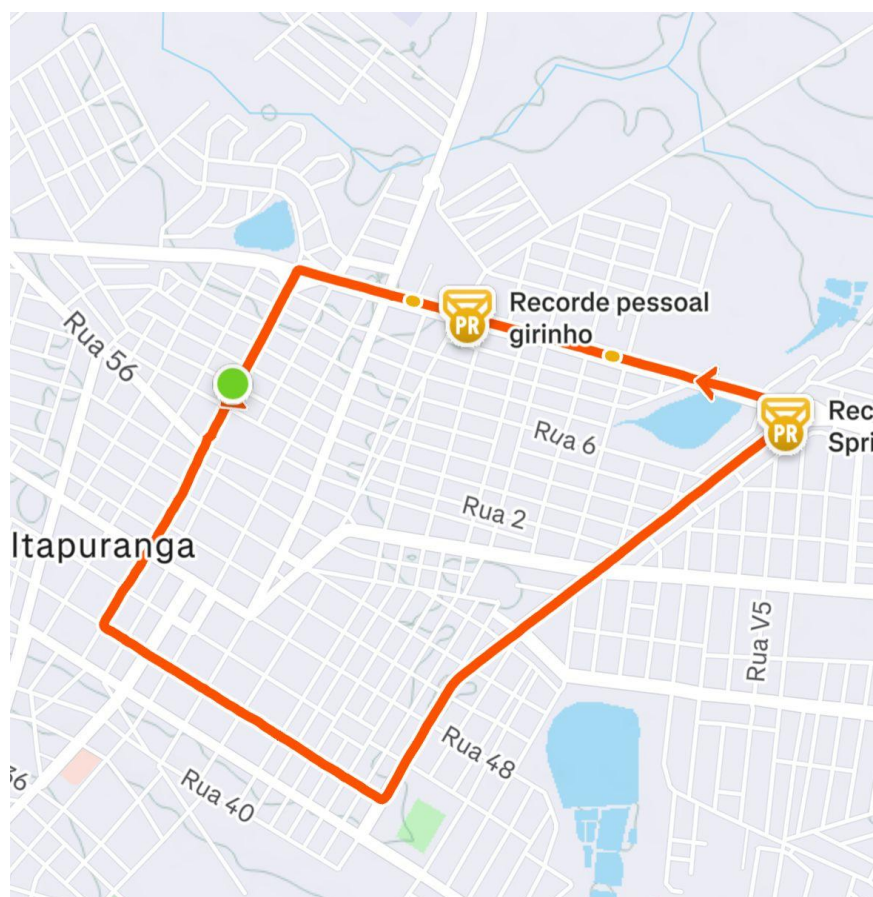 Recorde pessoal
girinho
PR
Rua 56
PR
Rec
Spri
Rua 6
Rua 2
Itapuranga
Rua V5
Rua 48
Rua 40
36